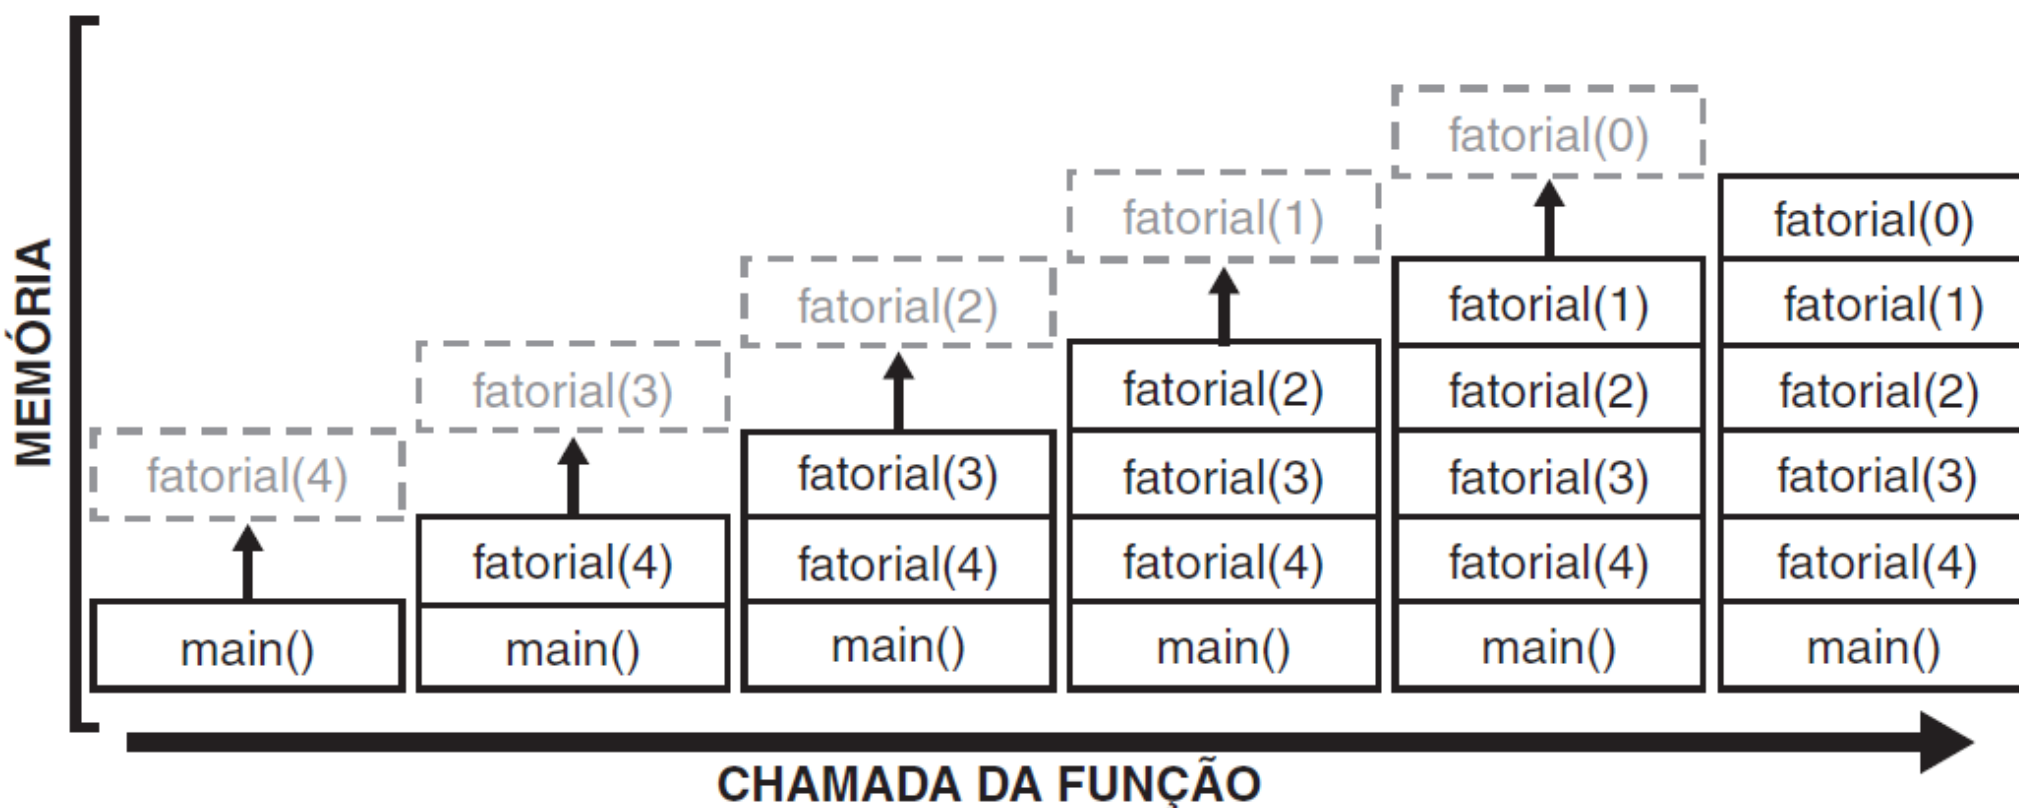 MEMÓRIA
fatorial(4)
main()
fatorial(3)
fatorial(4)
main()
fatorial(2)
fatorial(3)
fatorial(4)
main()
fatorial(1)
fatorial(2)
fatorial(3)
fatorial(4)
main()
fatorial(0)
fatorial(1)
fatorial(2)
fatorial(3)
fatorial(4)
main()
fatorial(0)
fatorial(1)
fatorial(2)
fatorial(3)
fatorial(4)
main()
CHAMADA DA FUNÇÃO